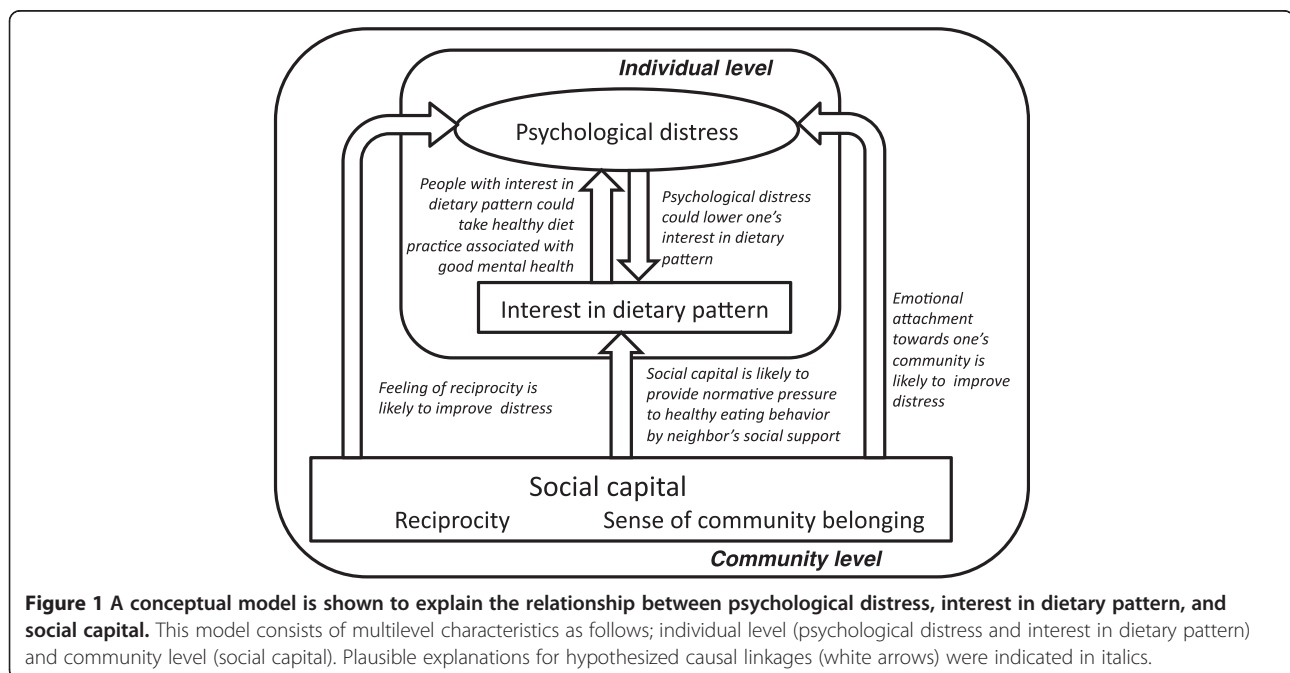 Individual level
Psychological distress
People with interest in
dietary pattern could
take healthy diet
practice associated with
good mental health
Psychological distress
could lower one's
interest in dietary
pattern
Interest in dietary pattern
Emotional
attachment
towards one's
community is
likely to improve
distress
Feeling of reciprocity is
likely to improve distress
Social capital is likely to
provide normative pressure
to healthy eating behavior
by neighbor's social support
Social capital
Reciprocity Sense of community belonging
Community level
Figure 1 A conceptual model is shown to explain the relationship between psychological distress, interest in dietary pattern, and
social capital. This model consists of multilevel characteristics as follows; individual level (psychological distress and interest in dietary pattern)
and community level (social capital). Plausible explanations for hypothesized causal linkages (white arrows) were indicated in italics.